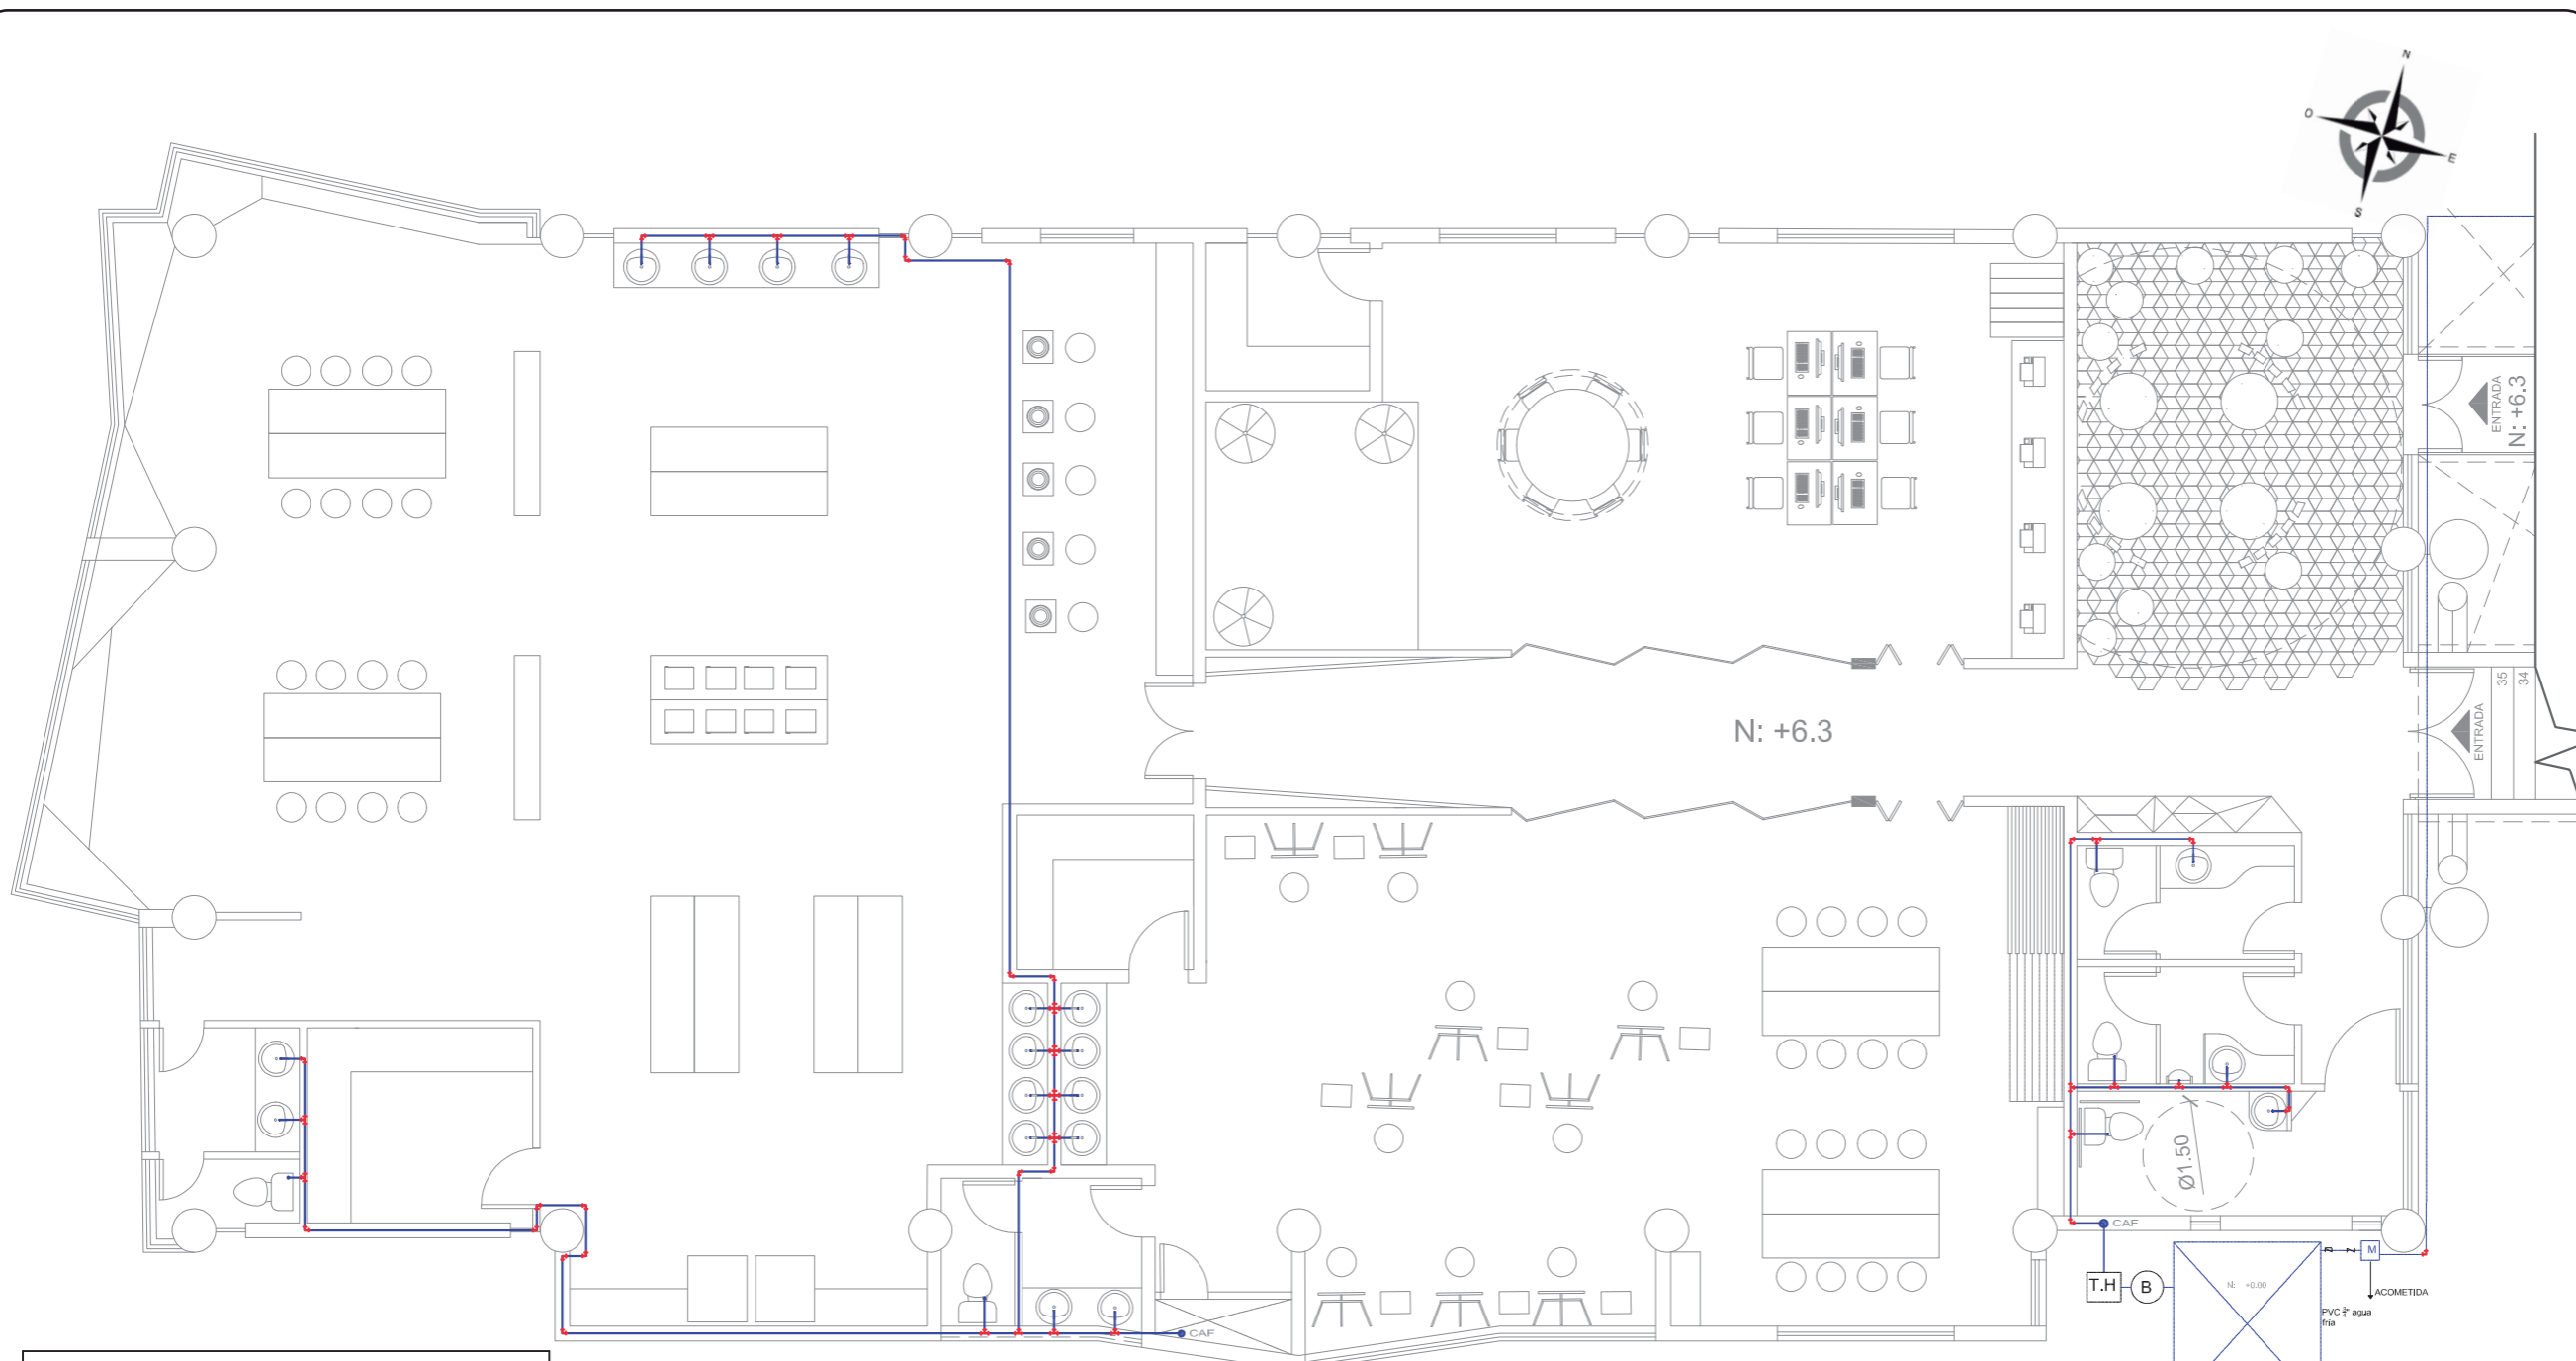 N
O
E
S
ENTRADA
N: +6.3
35
34
ENTRADA
N: +6.3
Ø1.50
CAF
T.H
B
M
N: +0.00
ACOMETIDA
PVC ¾" agua
fría
CAF